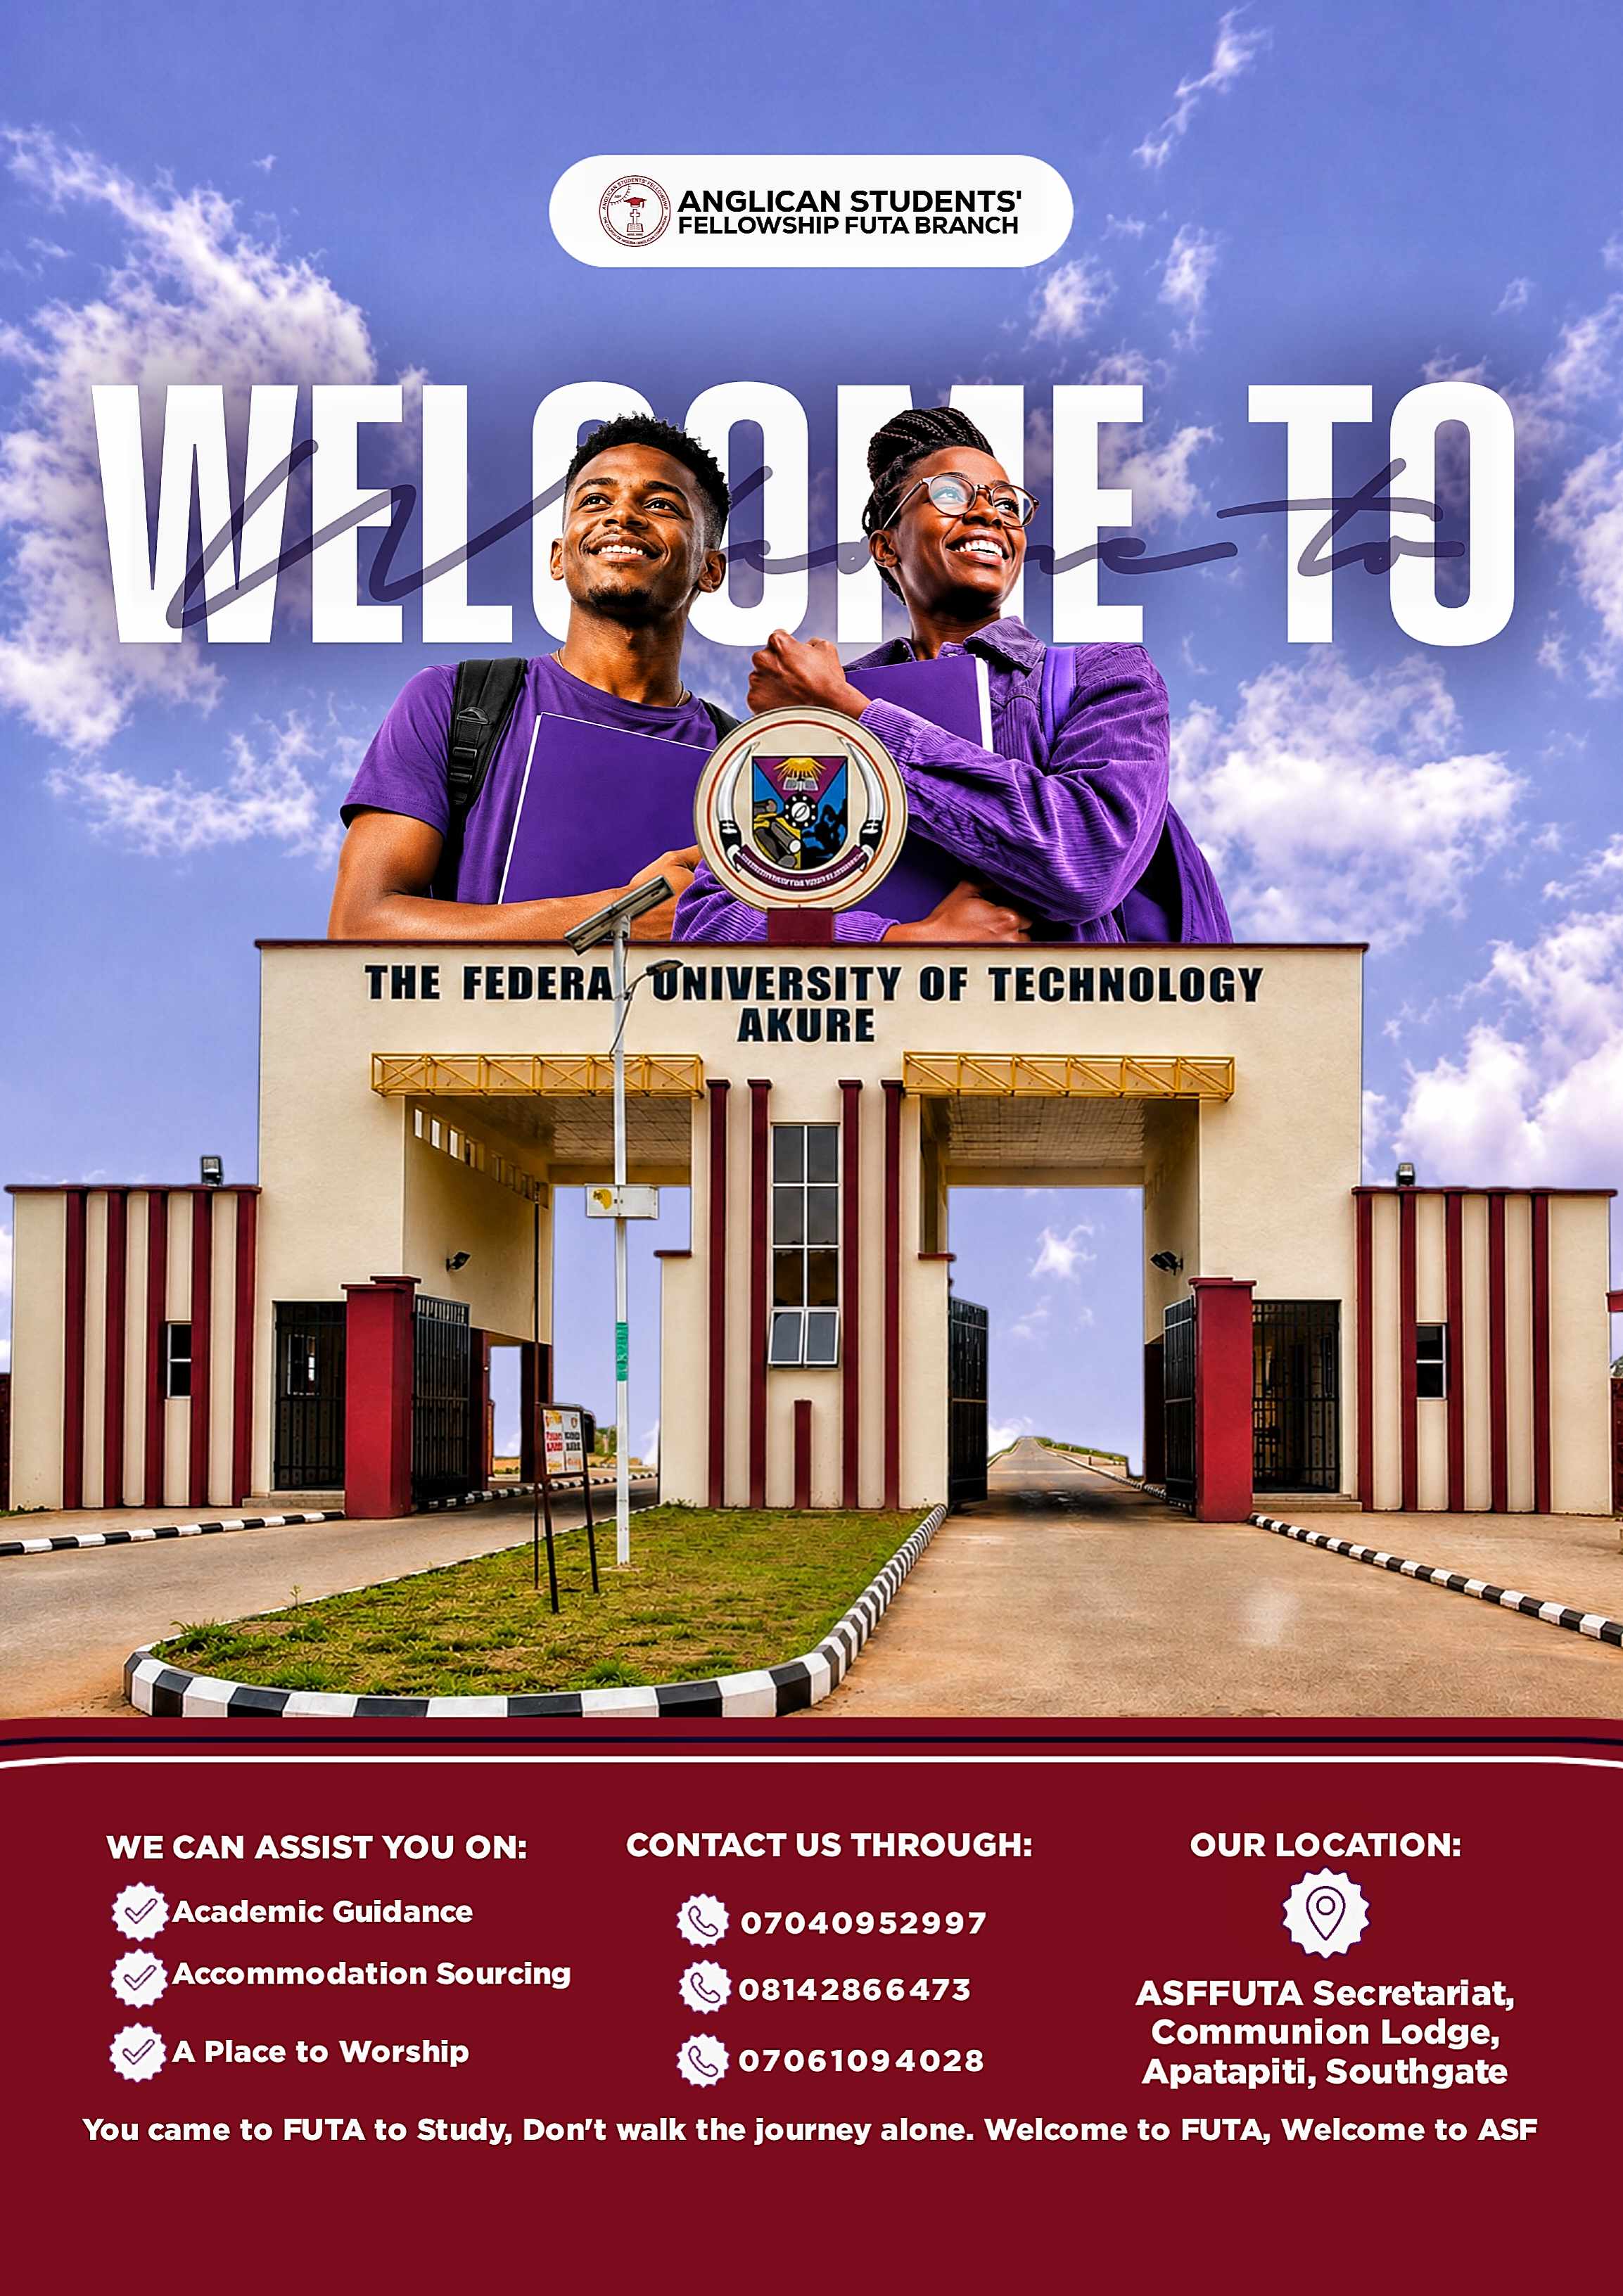 ANGLICAN STUDENTS'
FELLOWSHIP FUTA BRANCH
WELCOME TO
Welcome to
THE FEDERAL UNIVERSITY OF TECHNOLOGY
AKURE
WE CAN ASSIST YOU ON:
Academic Guidance
Accommodation Sourcing
A Place to Worship
CONTACT US THROUGH:
07040952997
08142866473
07061094028
OUR LOCATION:
ASFFUTA Secretariat,
Communion Lodge,
Apatapiti, Southgate
You came to FUTA to Study, Don't walk the journey alone. Welcome to FUTA, Welcome to ASF